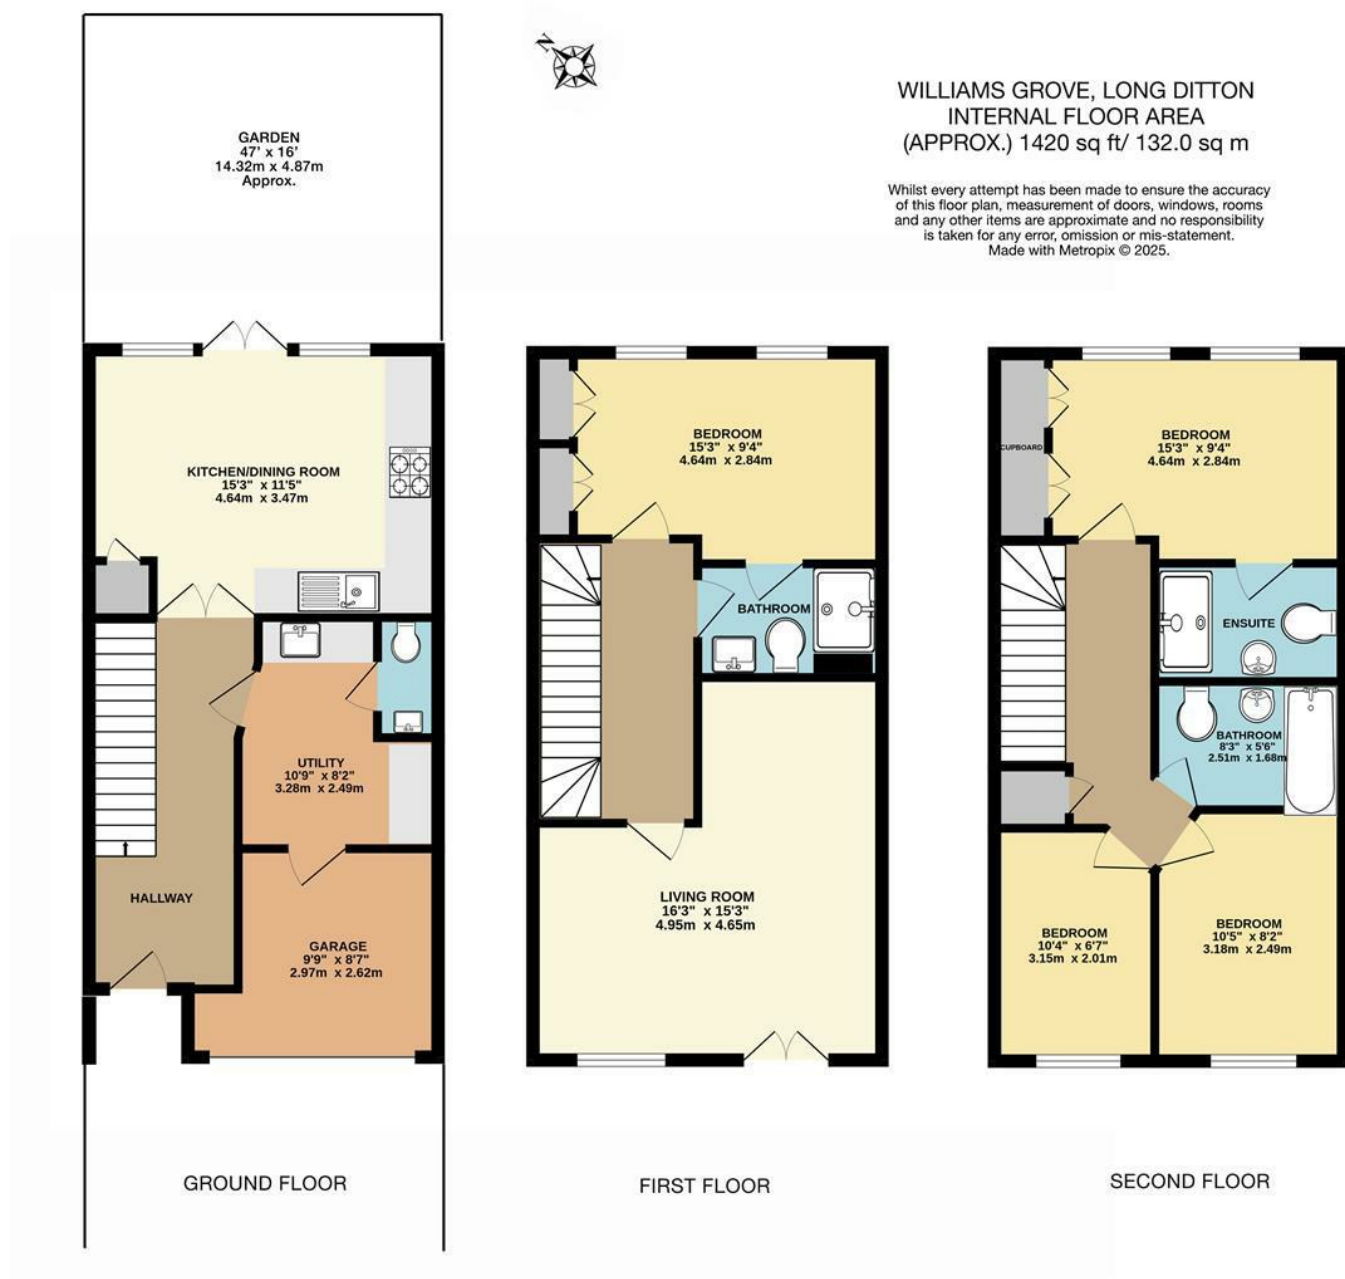 N
WILLIAMS GROVE, LONG DITTON
INTERNAL FLOOR AREA
(APPROX.) 1420 sq ft/ 132.0 sq m
Whilst every attempt has been made to ensure the accuracy
of this floor plan, measurement of doors, windows, rooms
and any other items are approximate and no responsibility
is taken for any error, omission or mis-statement.
Made with Metropix © 2025.
GARDEN
47' x 16'
14.32m x 4.87m
Approx.
KITCHEN/DINING ROOM
15'3" x 11'5"
4.64m x 3.47m
UTILITY
10'9" x 8'2"
3.28m x 2.49m
HALLWAY
GARAGE
9'9" x 8'7"
2.97m x 2.62m
GROUND FLOOR
BEDROOM
15'3" x 9'4"
4.64m x 2.84m
BATHROOM
LIVING ROOM
16'3" x 15'3"
4.95m x 4.65m
FIRST FLOOR
CUPBOARD
BEDROOM
15'3" x 9'4"
4.64m x 2.84m
ENSUITE
BATHROOM
8'3" x 5'6"
2.51m x 1.68m
BEDROOM
10'4" x 6'7"
3.15m x 2.01m
BEDROOM
10'5" x 8'2"
3.18m x 2.49m
SECOND FLOOR